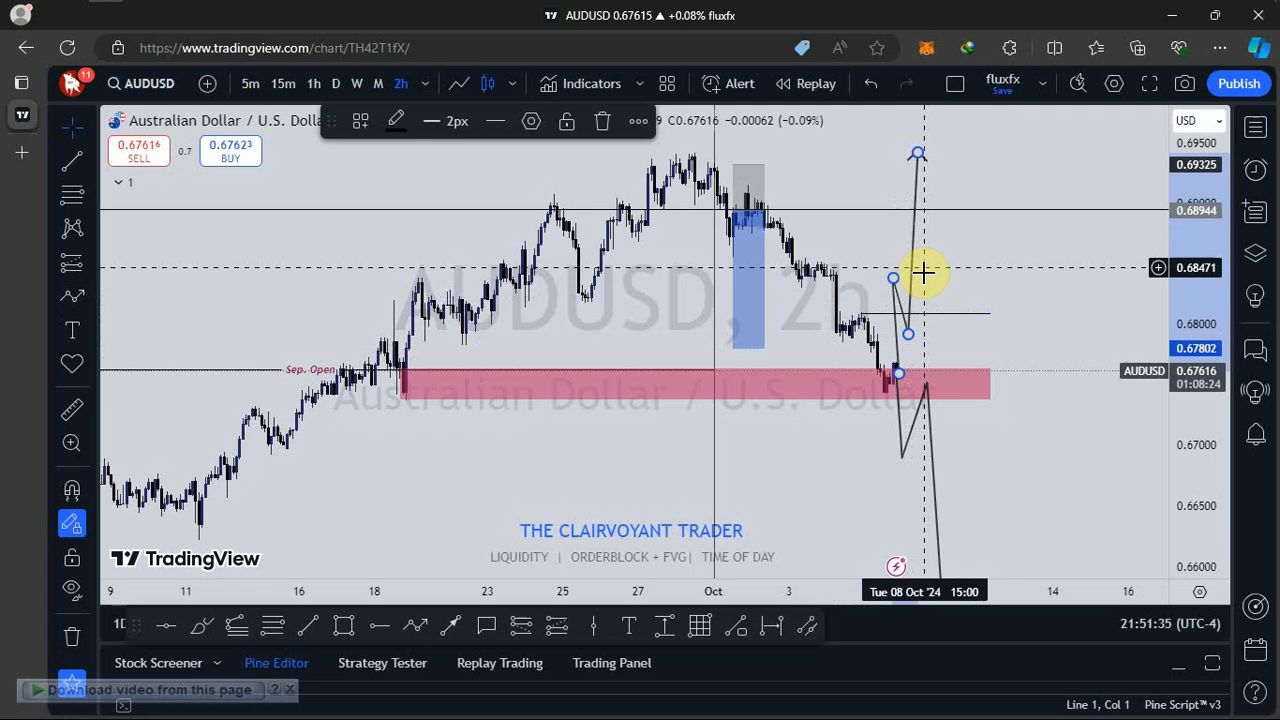 AUDUSD 0.67615 ▲ +0.08% fluxfx
https://www.tradingview.com/chart/TH42T1fX/
11
AUDUSD
5m 15m 1h D W M 2h
Indicators
Alert
Replay
fluxfx
Save
Publish
Australian Dollar / U.S. Dolla
2px
9 C0.67616 −0.00062 (−0.09%)
USD
0.67616
SELL
0.7
0.67623
BUY
1
0.69500
0.69325
0.68944
0.68471
0.68000
0.67802
AUDUSD 0.67616
01:08:24
0.67000
0.66500
0.66000
AUDUSD, 2h
Australian Dollar / U.S. Dollar
Sep. Open
THE CLAIRVOYANT TRADER
LIQUIDITY | ORDERBLOCK + FVG| TIME OF DAY
TradingView
9 16 18 23 25 27 Oct 3 Tue 08 Oct '24 15:00 14 16
1D
21:51:35 (UTC-4)
Stock Screener
Pine Editor
Strategy Tester
Replay Trading
Trading Panel
Download video from this page ? X
Line 1, Col 1 Pine Script™ v3